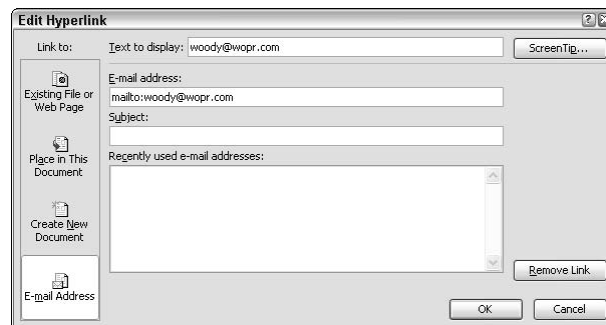 Edit Hyperlink
Link to:
Text to display: woody@wopr.com
ScreenTip...
Existing File or
Web Page
E-mail address:
mailto:woody@wopr.com
Subject:
Place in This
Document
Recently used e-mail addresses:
Create New
Document
E-mail Address
Remove Link
OK
Cancel